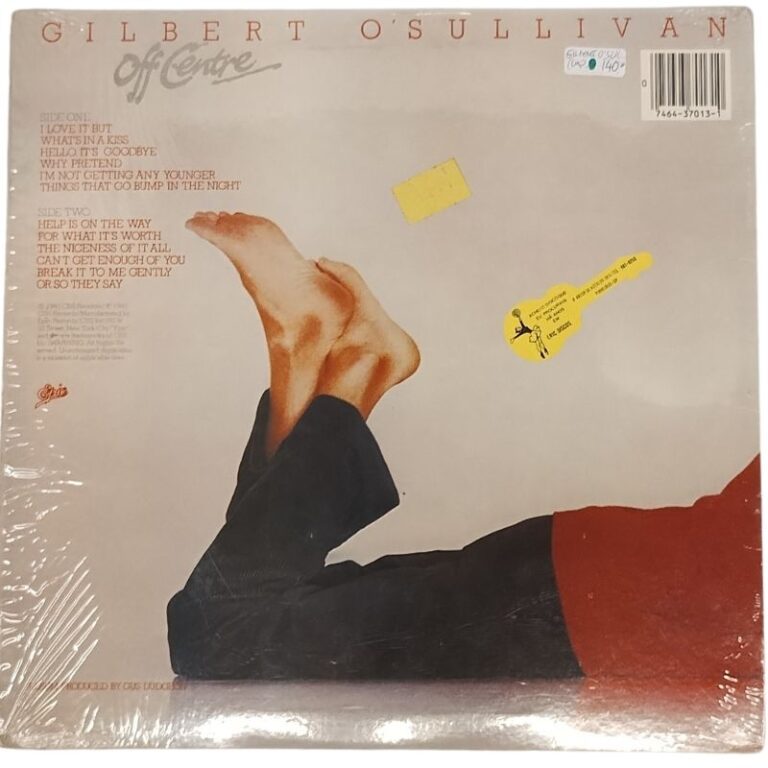 GILBERT O'SULLIVAN
Off Centre
140
0
7464-37013-1
SIDE ONE
I LOVE IT BUT
WHAT'S IN A KISS
HELLO, IT'S GOODBYE
WHY PRETEND
I'M NOT GETTING ANY YOUNGER
THINGS THAT GO BUMP IN THE NIGHT
SIDE TWO
HELP IS ON THE WAY
FOR WHAT IT'S WORTH
THE NICENESS OF IT ALL
CAN'T GET ENOUGH OF YOU
BREAK IT TO ME GENTLY
OR SO THEY SAY
Epic
ERIC DISCOS
PRODUCED BY GUS DUDGEON